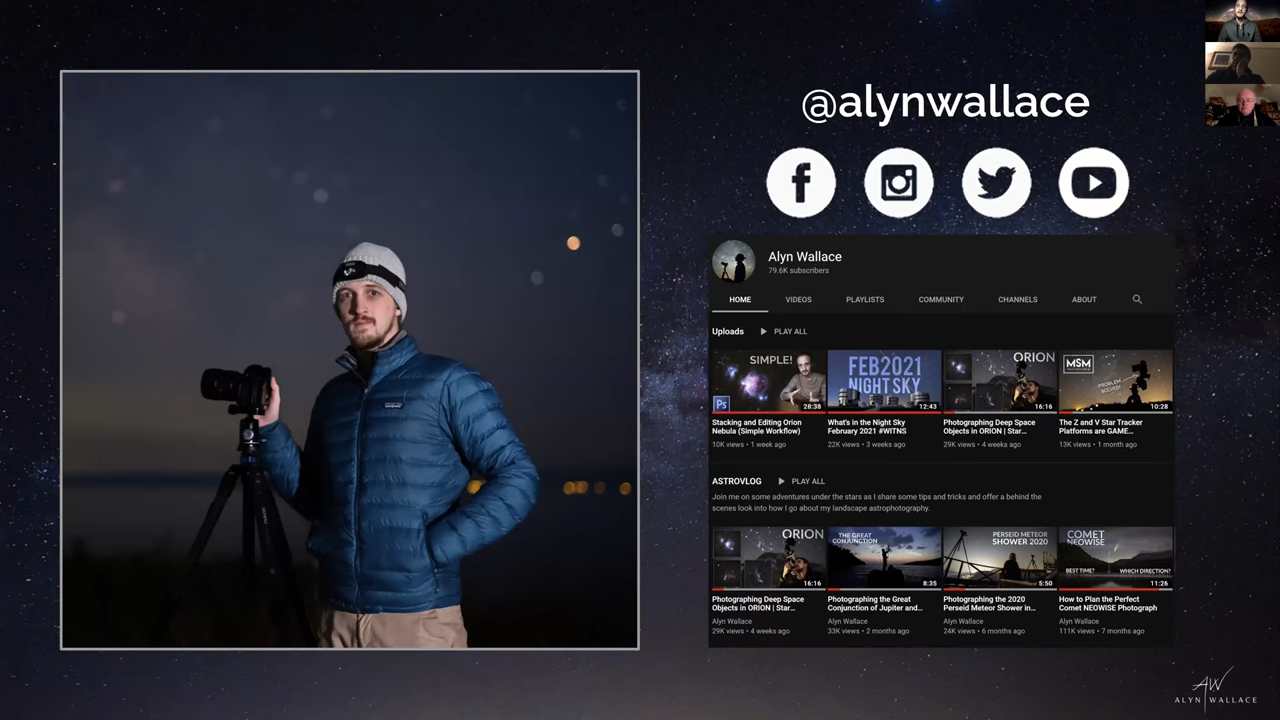 @alynwallace
Alyn Wallace
79.6K subscribers
HOME VIDEOS PLAYLISTS COMMUNITY CHANNELS ABOUT
Uploads PLAY ALL
SIMPLE!
Ps
28:38
FEB2021
NIGHT SKY
12:43
ORION
16:16
MSM
PROBLEM
SOLVED!
10:28
Stacking and Editing Orion
Nebula (Simple Workflow)
10K views • 1 week ago
What's in the Night Sky
February 2021 #WITNS
22K views • 3 weeks ago
Photographing Deep Space
Objects in ORION | Star...
29K views • 4 weeks ago
The Z and V Star Tracker
Platforms are GAME...
13K views • 1 month ago
ASTROVLOG PLAY ALL
Join me on some adventures under the stars as I share some tips and tricks and offer a behind the
scenes look into how I go about my landscape astrophotography.
ORION
16:16
THE GREAT
CONJUNCTION
8:35
PERSEID METEOR
SHOWER 2020
5:50
COMET
NEOWISE
BEST TIME? WHICH DIRECTION?
11:26
Photographing Deep Space
Objects in ORION | Star...
Alyn Wallace
29K views • 4 weeks ago
Photographing the Great
Conjunction of Jupiter and...
Alyn Wallace
33K views • 2 months ago
Photographing the 2020
Perseid Meteor Shower in...
Alyn Wallace
24K views • 6 months ago
How to Plan the Perfect
Comet NEOWISE Photograph
Alyn Wallace
111K views • 7 months ago
AW
ALYN WALLACE